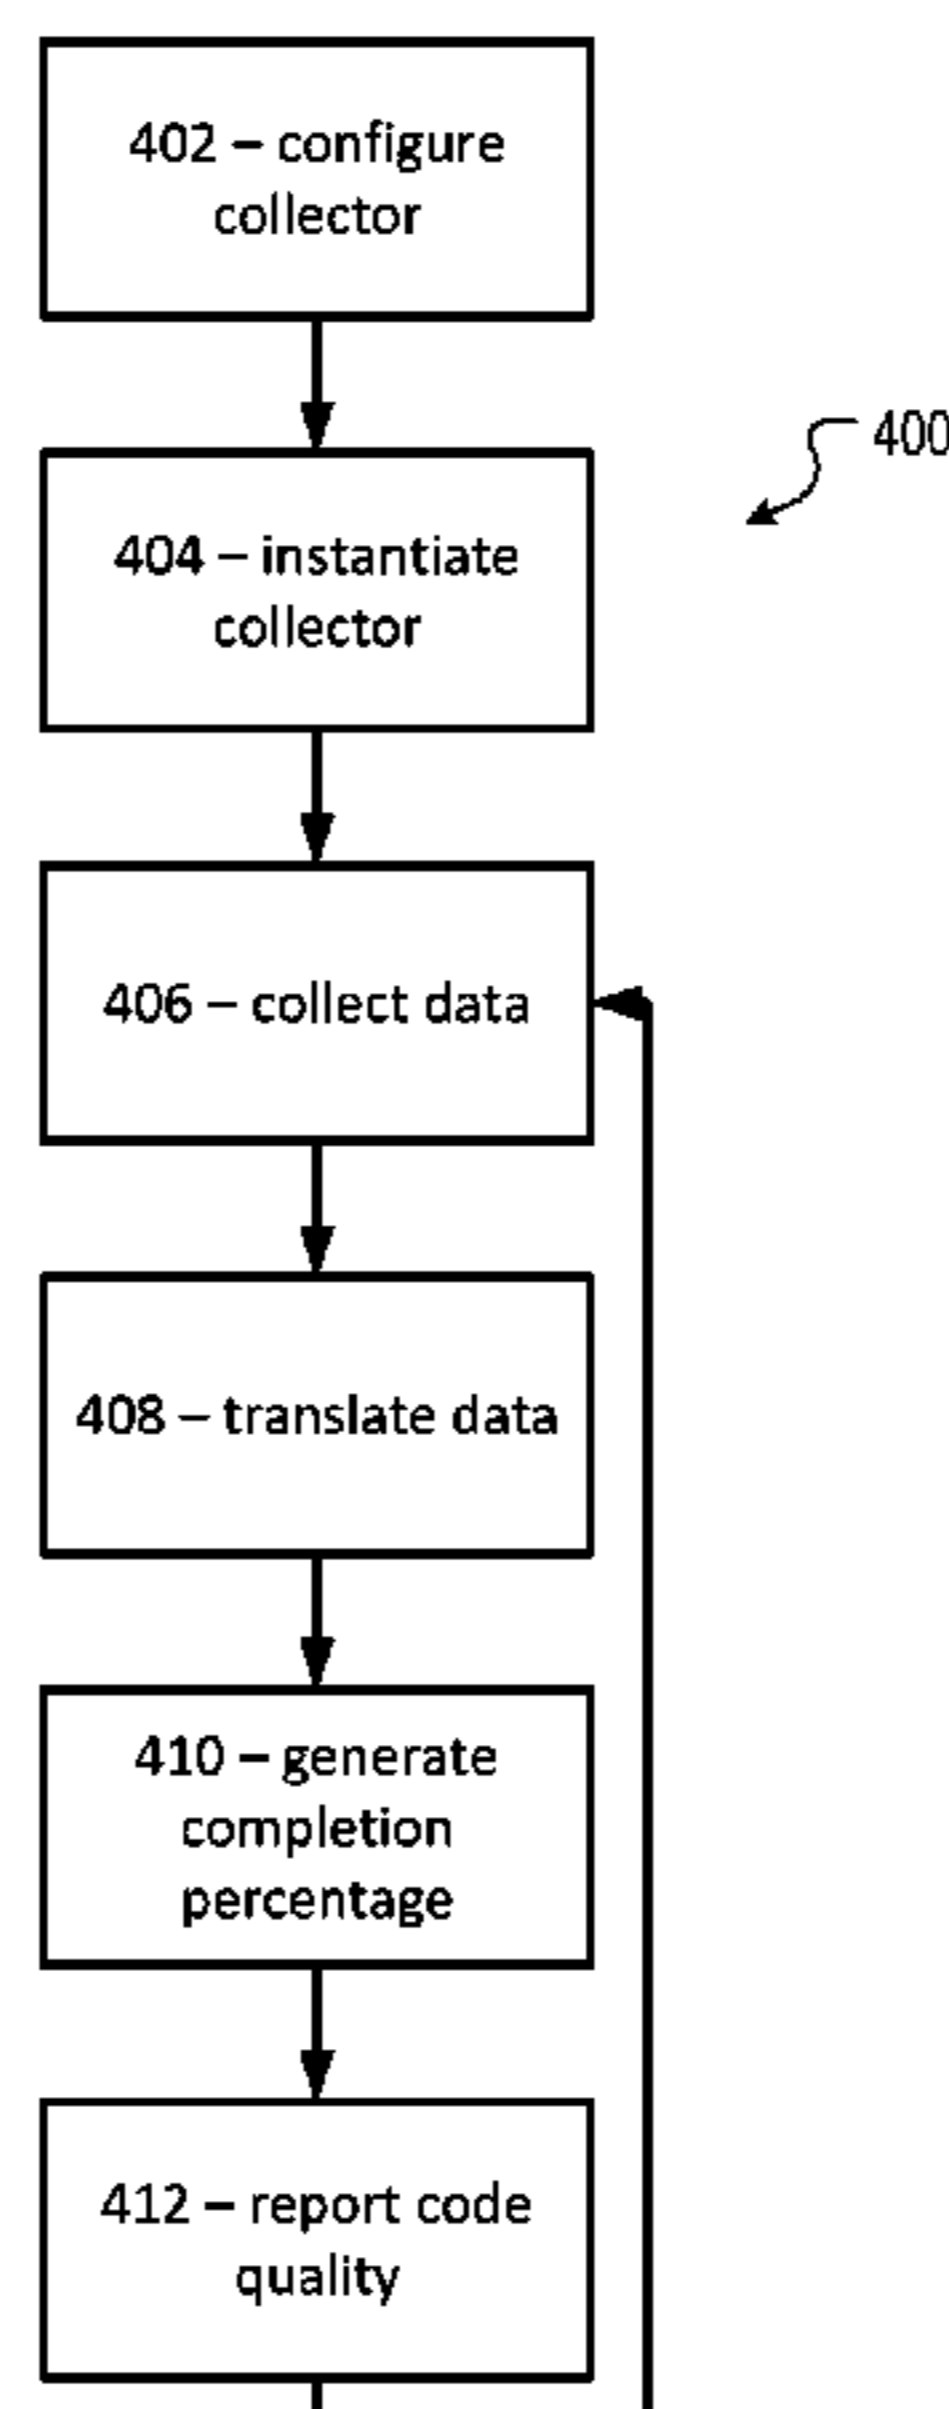 402 – configure
collector
400
404 – instantiate
collector
406 – collect data
408 – translate data
410 – generate
completion
percentage
412 – report code
quality